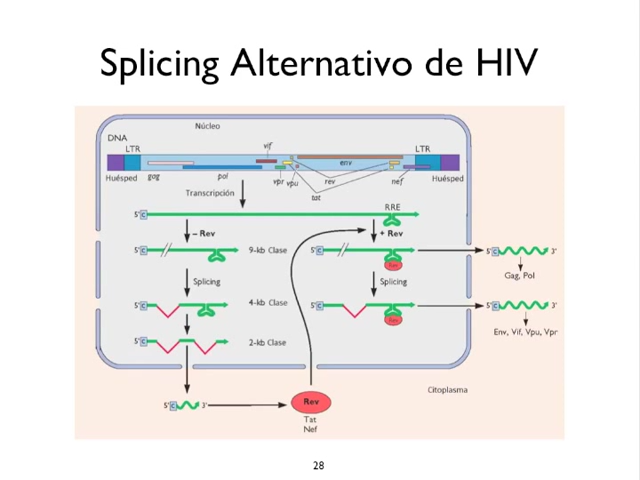 Splicing Alternativo de HIV
Núcleo
DNA
LTR
vif
LTR
env
Huésped
gag
pol
vpr
vpu
rev
nef
Huésped
tat
Transcripción
RRE
5'
C
– Rev
+ Rev
5'
C
9-kb Clase
5'
C
Rev
5'
C
3'
Gag, Pol
Splicing
Splicing
5'
C
4-kb Clase
5'
C
Rev
5'
C
3'
Env, Vif, Vpu, Vpr
5'
C
2-kb Clase
Citoplasma
5'
C
3'
Rev
Tat
Nef
28